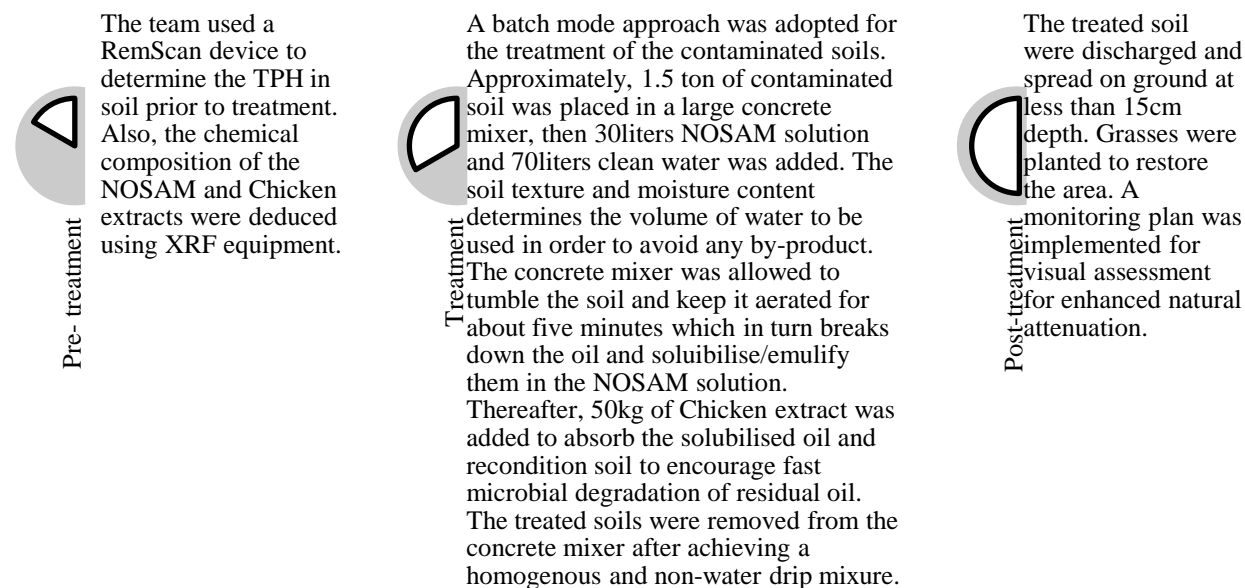 Pre- treatment
The team used a
RemScan device to
determine the TPH in
soil prior to treatment.
Also, the chemical
composition of the
NOSAM and Chicken
extracts were deduced
using XRF equipment.
Treatment
A batch mode approach was adopted for
the treatment of the contaminated soils.
Approximately, 1.5 ton of contaminated
soil was placed in a large concrete
mixer, then 30liters NOSAM solution
and 70liters clean water was added. The
soil texture and moisture content
determines the volume of water to be
used in order to avoid any by-product.
The concrete mixer was allowed to
tumble the soil and keep it aerated for
about five minutes which in turn breaks
down the oil and soluibilise/emulify
them in the NOSAM solution.
Thereafter, 50kg of Chicken extract was
added to absorb the solubilised oil and
recondition soil to encourage fast
microbial degradation of residual oil.
The treated soils were removed from the
concrete mixer after achieving a
homogenous and non-water drip mixure.
Post-treatment
The treated soil
were discharged and
spread on ground at
less than 15cm
depth. Grasses were
planted to restore
the area. A
monitoring plan was
implemented for
visual assessment
for enhanced natural
attenuation.